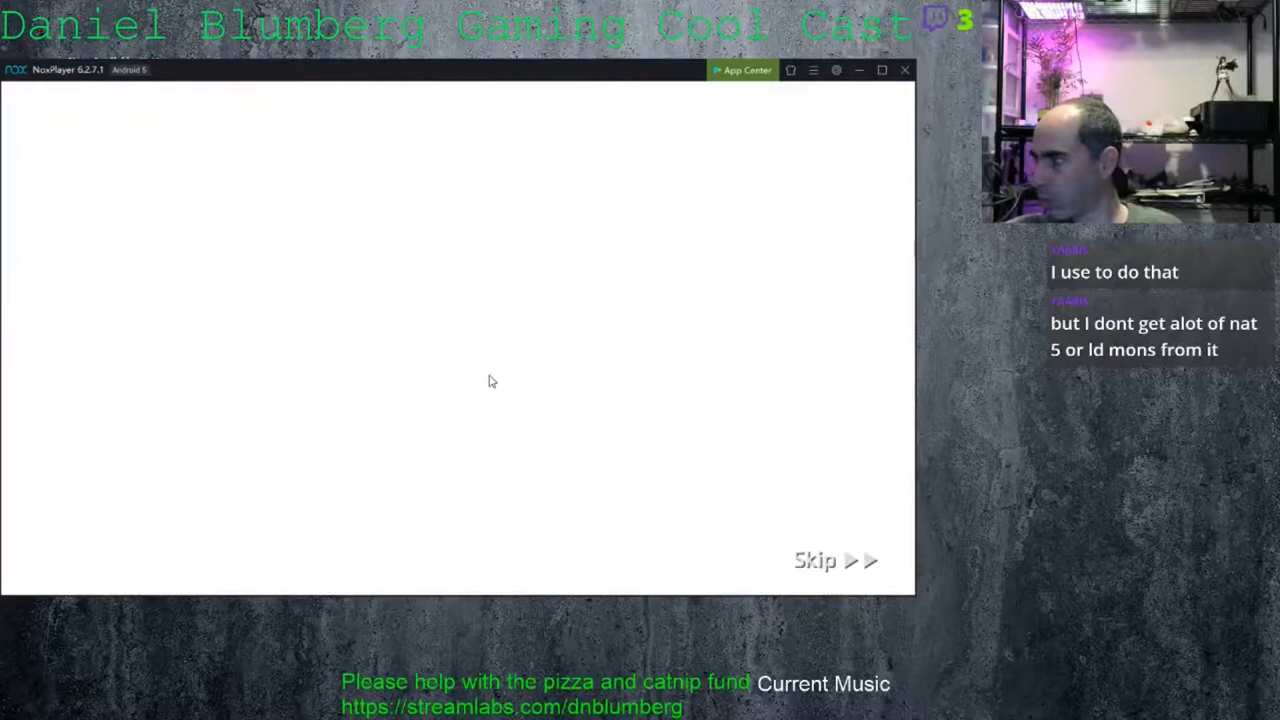 Daniel Blumberg Gaming Cool Cast 3
nox NoxPlayer 6.2.7.1 Android 5 App Center
I use to do that
but I dont get alot of nat
5 or ld mons from it
Skip
Please help with the pizza and catnip fund Current Music
https://streamlabs.com/dnblumberg